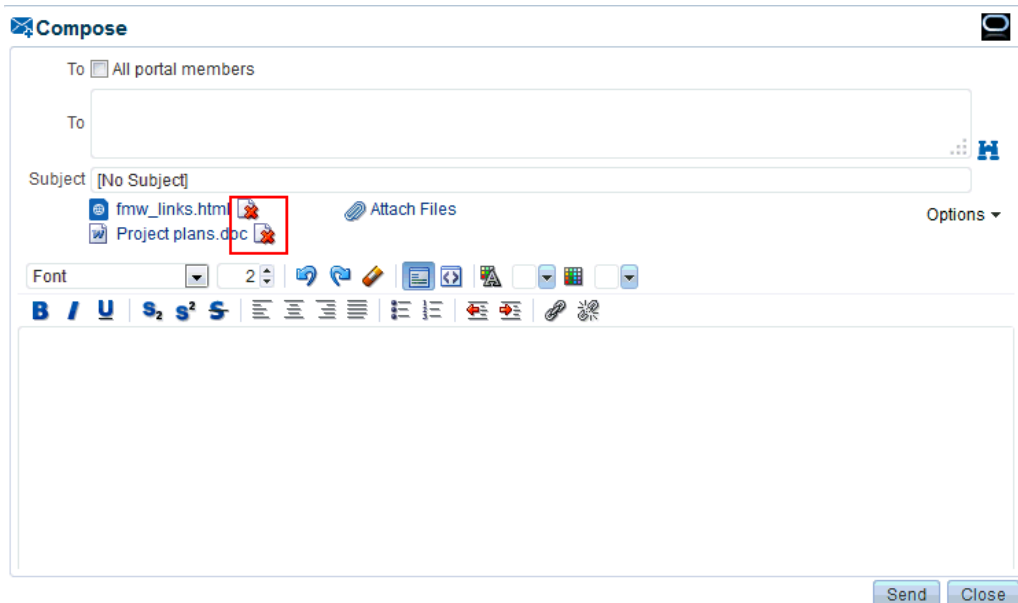 Compose
To All portal members
To
Subject [No Subject]
fmw_links.html Attach Files
Options
Project plans.doc
Font 2
B I U S₂ S² S
Send Close